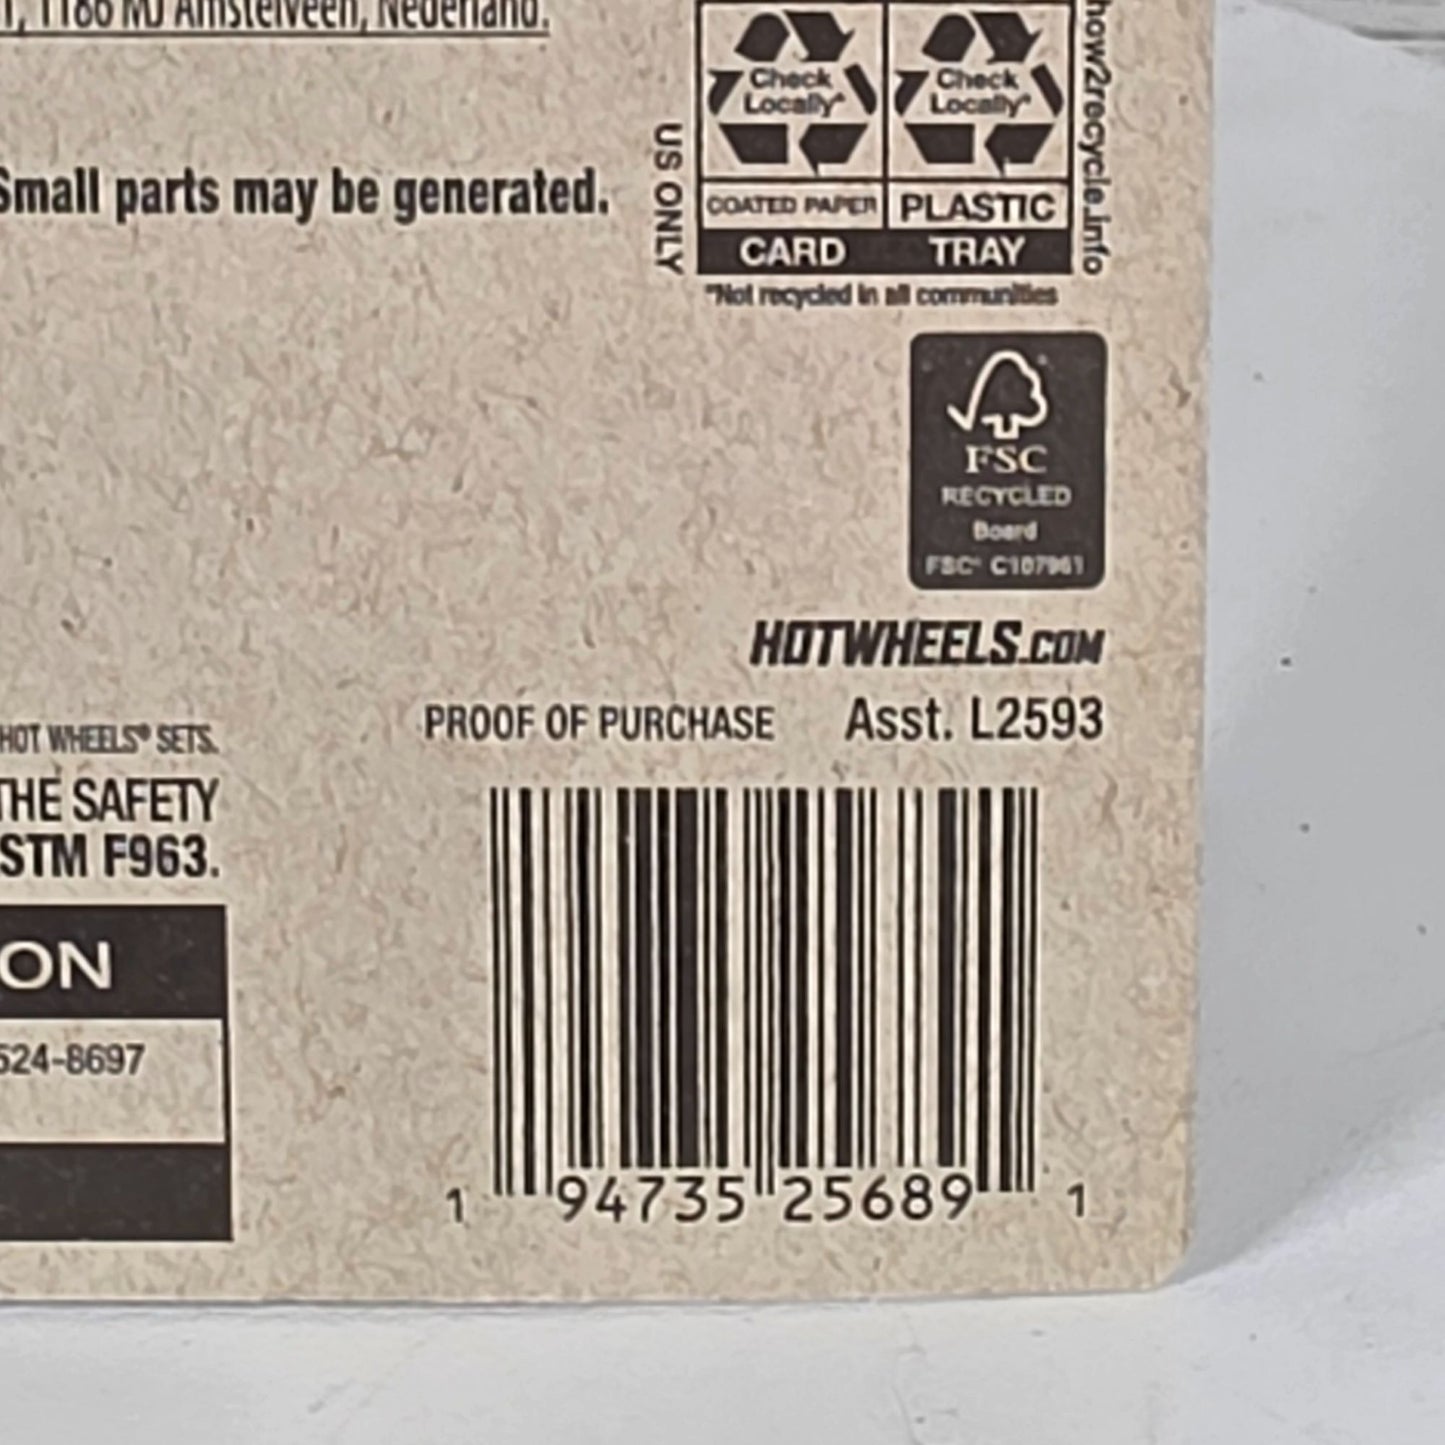 1186 MJ Amstelveen, Nederland.
Small parts may be generated.
US ONLY
Check Locally*
COATED PAPER
CARD
Check Locally*
PLASTIC
TRAY
how2recycle.info
*Not recycled in all communities
FSC
RECYCLED
Board
FSC® C107961
HOTWHEELS.COM
PROOF OF PURCHASE Asst. L2593
HOT WHEELS® SETS.
THE SAFETY
STM F963.
ON
524-8697
1 94735 25689 1